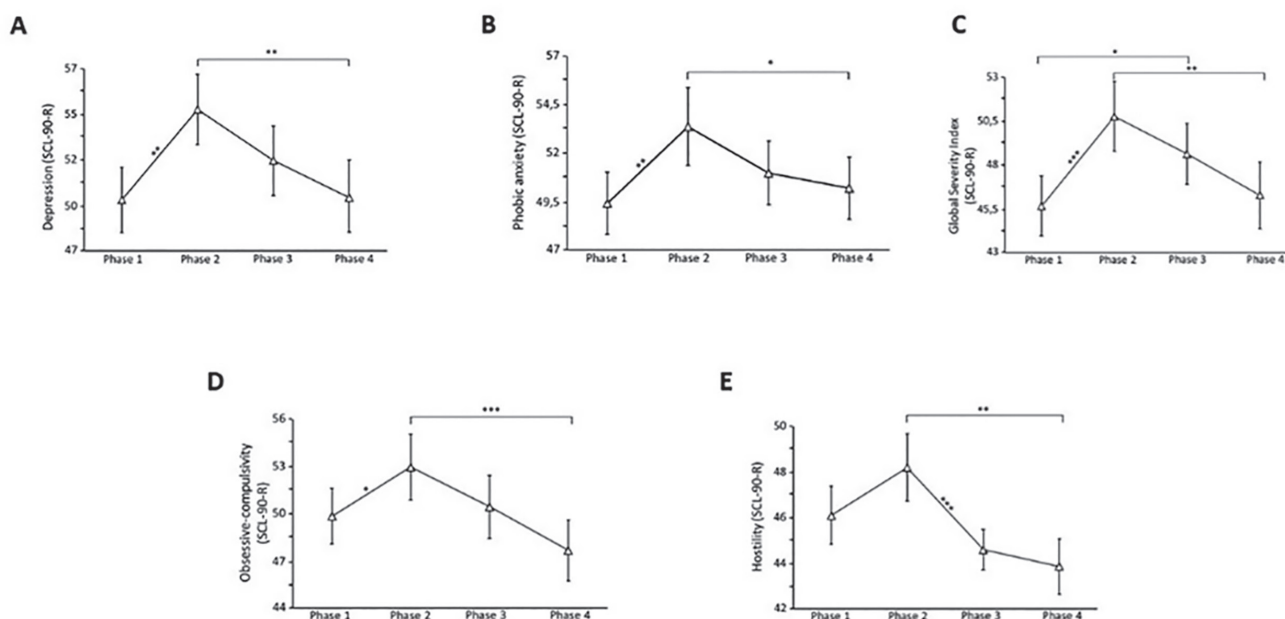 A
B
C
**
*
*
**
57
55
52
50
47
Depression (SCL-90-R)
**
Phase 1 Phase 2 Phase 3 Phase 4
57
54,5
52
49,5
47
Phobic anxiety (SCL-90-R)
**
Phase 1 Phase 2 Phase 3 Phase 4
53
50,5
48
45,5
43
Global Severity Index
(SCL-90-R)
***
Phase 1 Phase 2 Phase 3 Phase 4
D
E
***
**
56
53
50
47
44
Obsessive-compulsivity
(SCL-90-R)
*
Phase 1 Phase 2 Phase 3 Phase 4
50
48
46
44
42
Hostility (SCL-90-R)
***
Phase 1 Phase 2 Phase 3 Phase 4